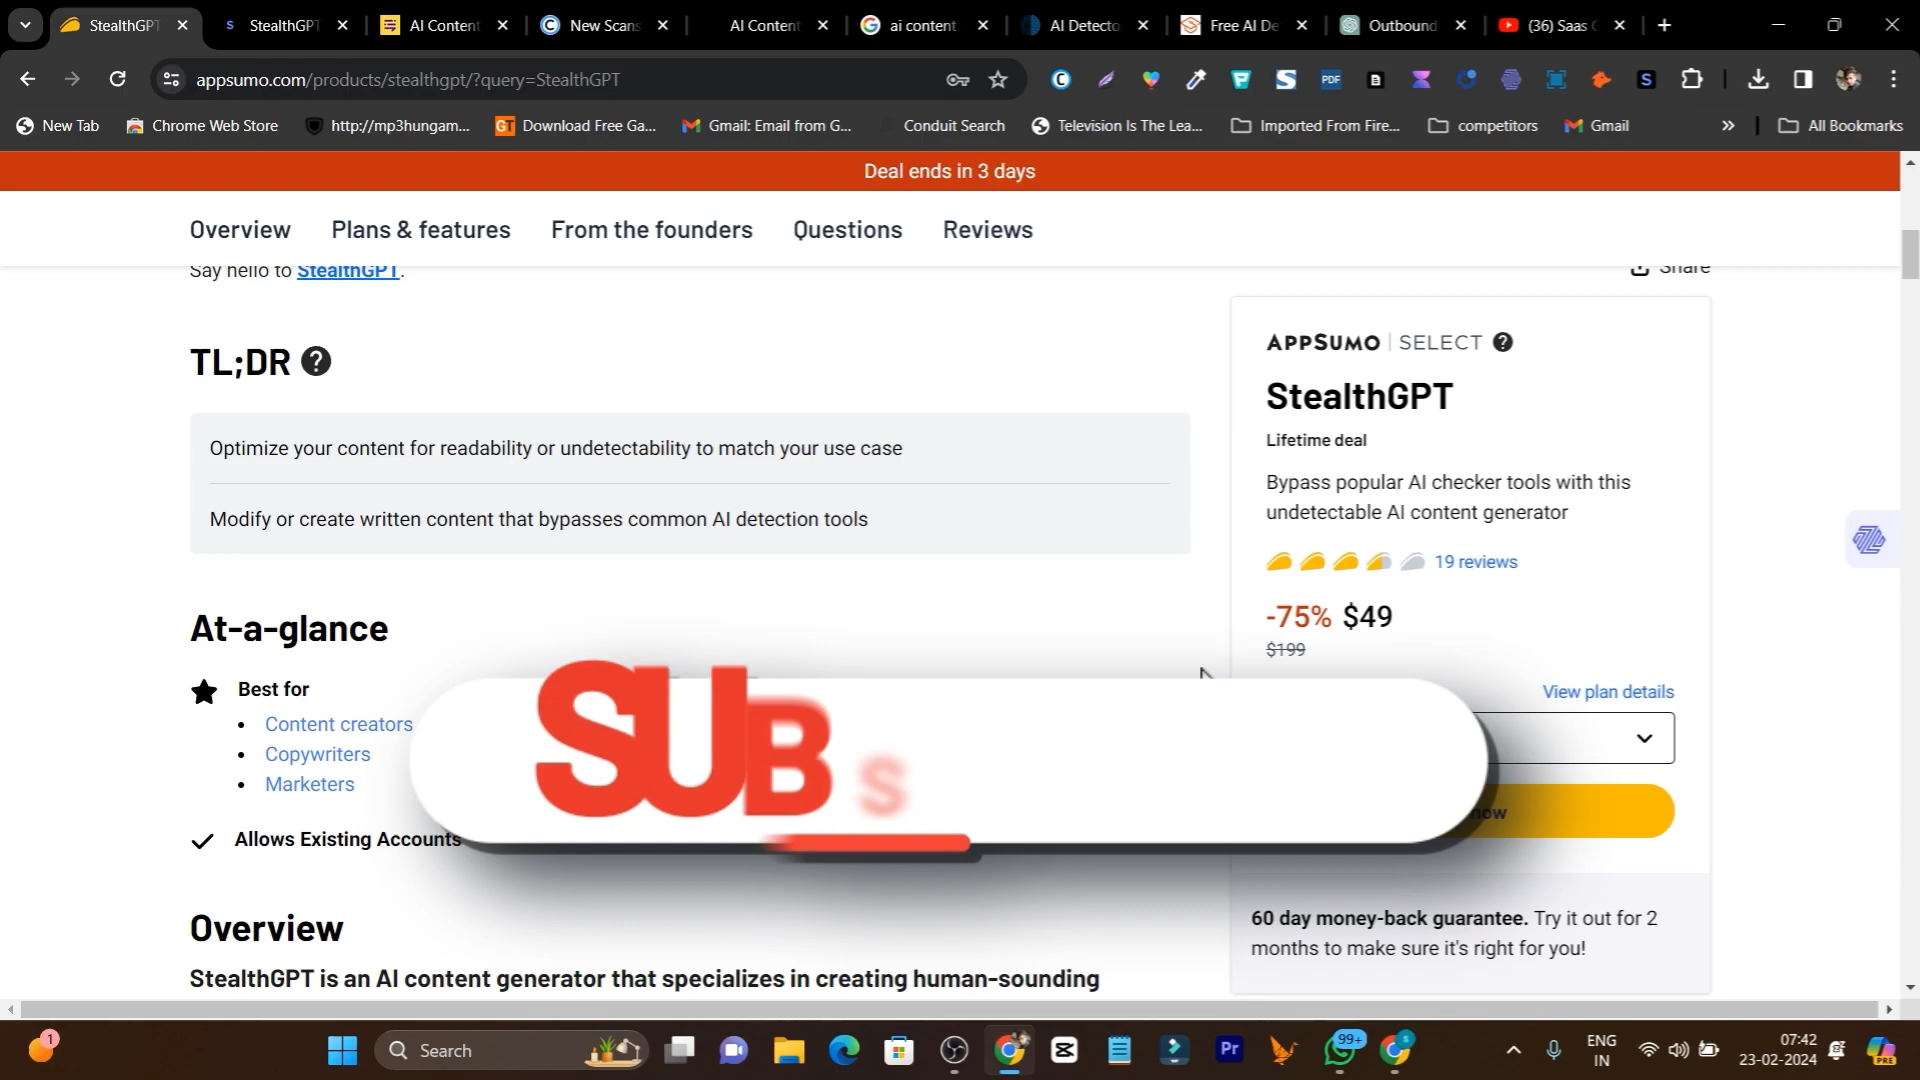 StealthGPT
StealthGPT
AI Content
New Scans
AI Content
ai content
AI Detecto
Free AI De
Outbound
(36) Saas
appsumo.com/products/stealthgpt/?query=StealthGPT
New Tab
Chrome Web Store
http://mp3hungam...
Download Free Ga...
Gmail: Email from G...
Conduit Search
Television Is The Lea...
Imported From Fire...
competitors
Gmail
All Bookmarks
Deal ends in 3 days
Overview
Plans & features
From the founders
Questions
Reviews
Say hello to StealthGPT.
Share
TL;DR
Optimize your content for readability or undetectability to match your use case
Modify or create written content that bypasses common AI detection tools
At-a-glance
Best for
Content creators
Copywriters
Marketers
Allows Existing Accounts
Overview
StealthGPT is an AI content generator that specializes in creating human-sounding
APPSUMO SELECT
StealthGPT
Lifetime deal
Bypass popular AI checker tools with this
undetectable AI content generator
19 reviews
-75% $49
$199
View plan details
now
60 day money-back guarantee. Try it out for 2
months to make sure it's right for you!
SUBS
1
Search
99+
ENG
IN
07:42
23-02-2024